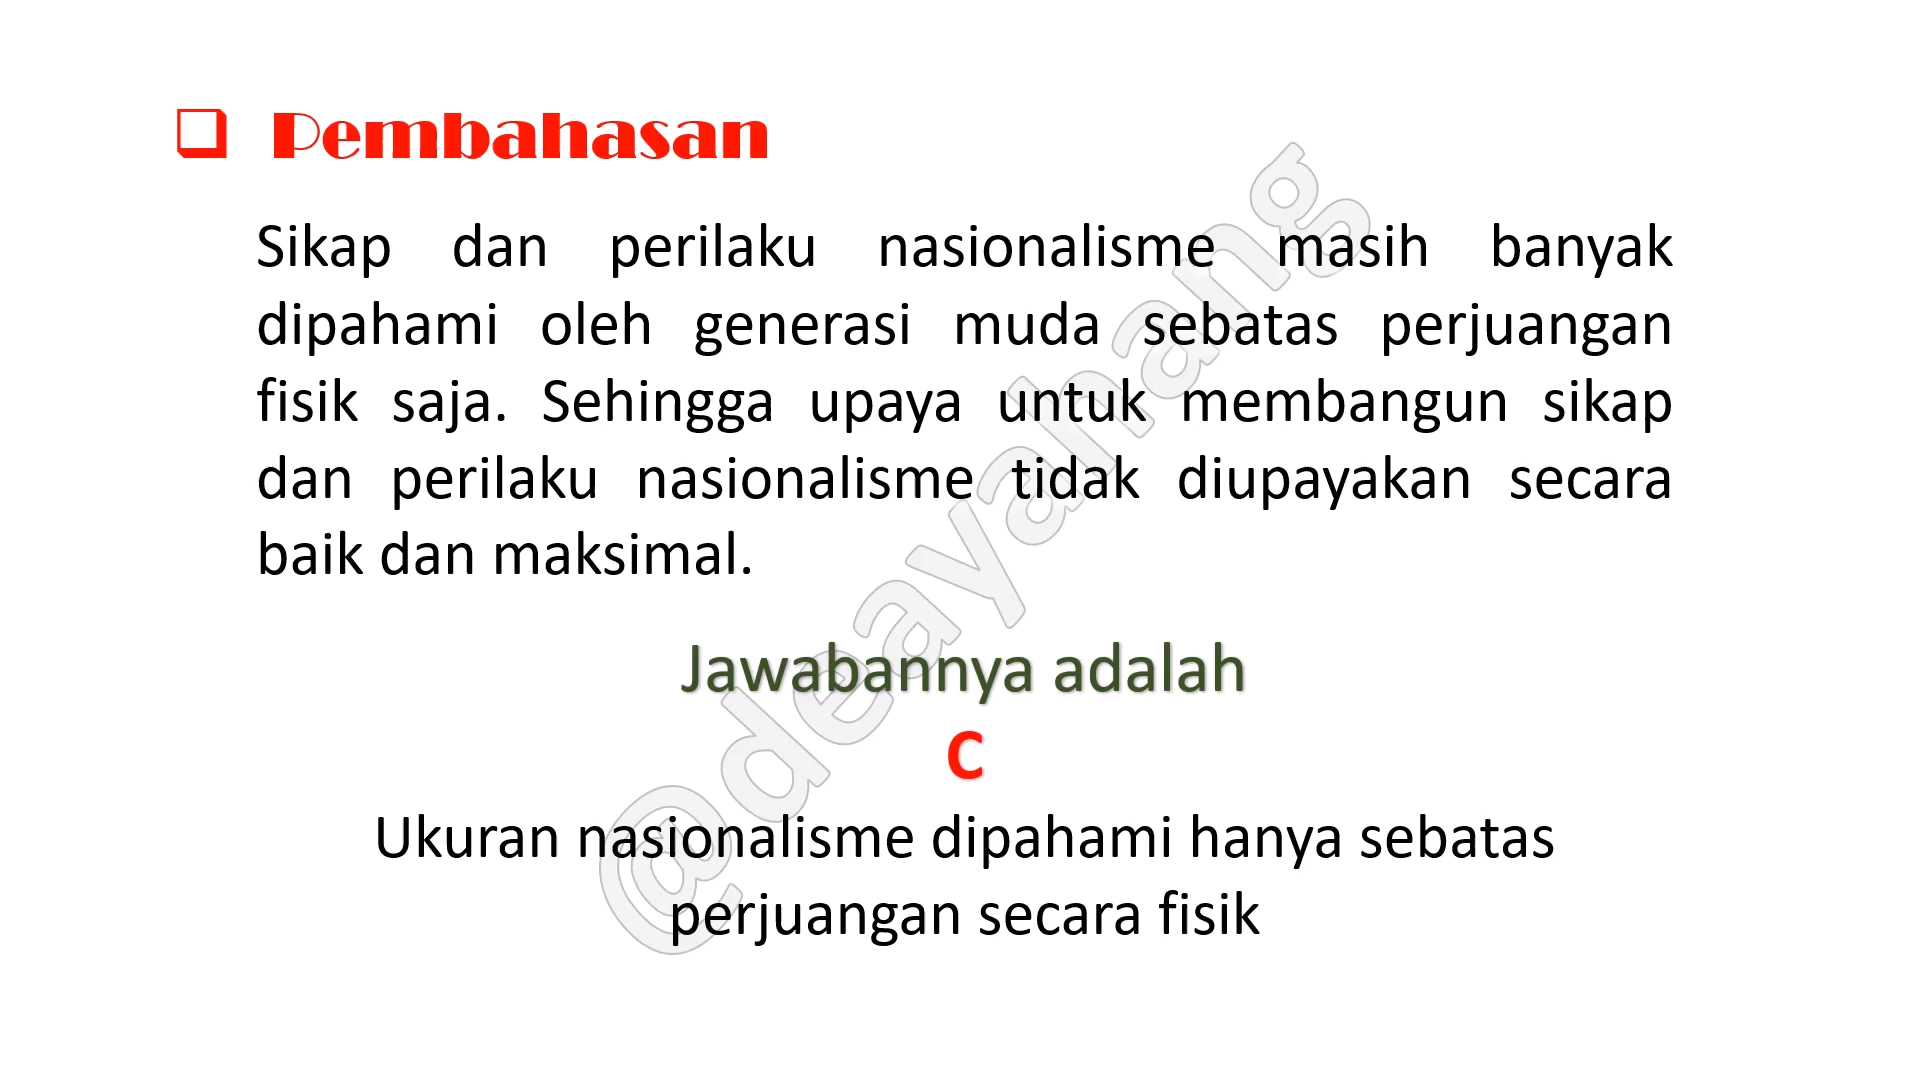 Pembahasan
Sikap dan perilaku nasionalisme masih banyak
dipahami oleh generasi muda sebatas perjuangan
fisik saja. Sehingga upaya untuk membangun sikap
dan perilaku nasionalisme tidak diupayakan secara
baik dan maksimal.
Jawabannya adalah
C
Ukuran nasionalisme dipahami hanya sebatas
perjuangan secara fisik
@deayahang